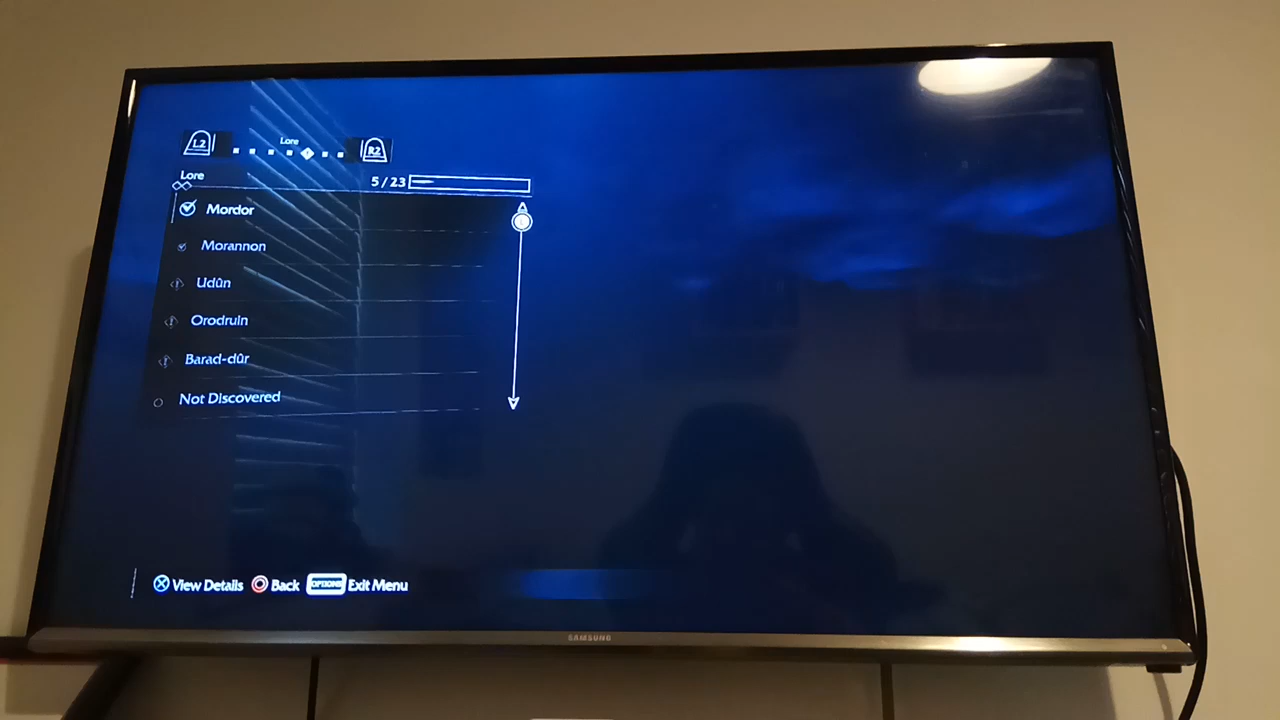 L2
Lore
R2
Lore
5/23
Mordor
Morannon
Udûn
Orodruin
Barad-dûr
Not Discovered
View Details Back OPTIONS Exit Menu
SAMSUNG